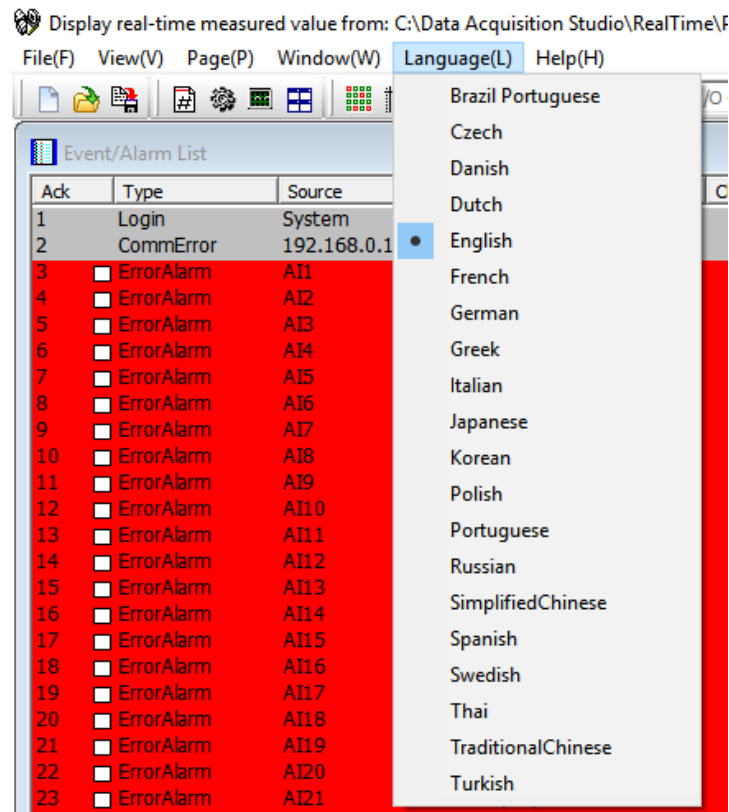 Display real-time measured value from: C:\Data Acquisition Studio\RealTime\
File(F) View(V) Page(P) Window(W) Language(L) Help(H)
Event/Alarm List
Ack Type Source
1 Login System
2 CommError 192.168.0.1
3 ErrorAlarm AI1
4 ErrorAlarm AI2
5 ErrorAlarm AI3
6 ErrorAlarm AI4
7 ErrorAlarm AI5
8 ErrorAlarm AI6
9 ErrorAlarm AI7
10 ErrorAlarm AI8
11 ErrorAlarm AI9
12 ErrorAlarm AI10
13 ErrorAlarm AI11
14 ErrorAlarm AI12
15 ErrorAlarm AI13
16 ErrorAlarm AI14
17 ErrorAlarm AI15
18 ErrorAlarm AI16
19 ErrorAlarm AI17
20 ErrorAlarm AI18
21 ErrorAlarm AI19
22 ErrorAlarm AI20
23 ErrorAlarm AI21
Brazil Portuguese
Czech
Danish
Dutch
English
French
German
Greek
Italian
Japanese
Korean
Polish
Portuguese
Russian
SimplifiedChinese
Spanish
Swedish
Thai
TraditionalChinese
Turkish
/O